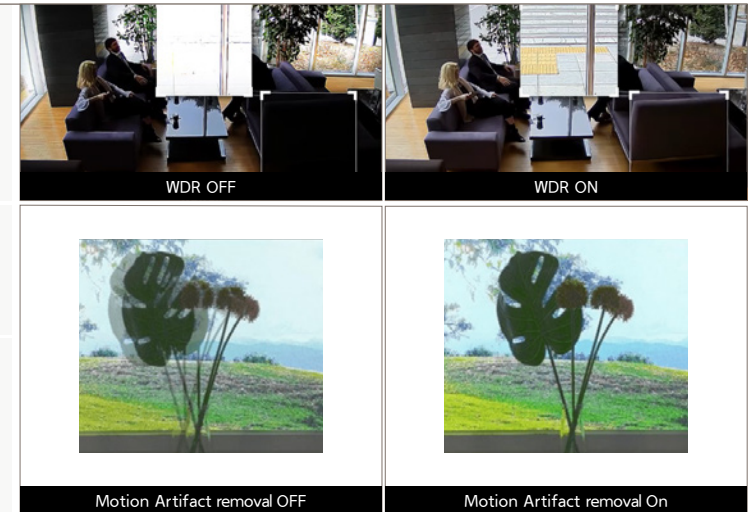 WDR OFF
WDR ON
Motion Artifact removal OFF
Motion Artifact removal On